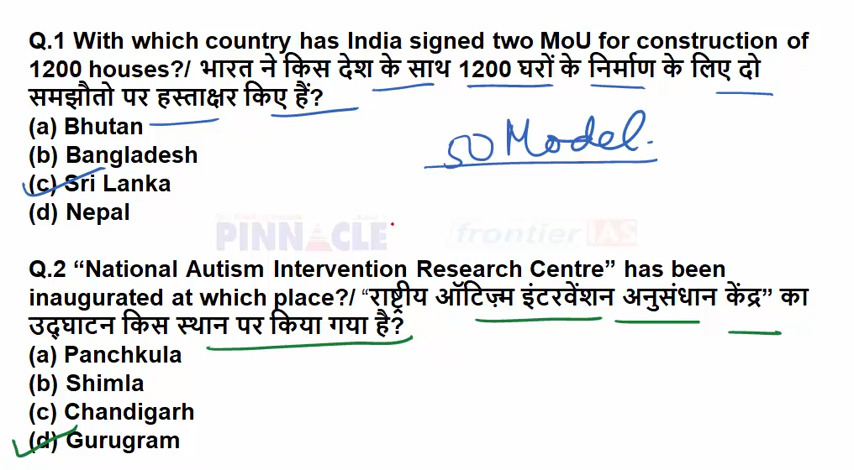 Q.1 With which country has India signed two MoU for construction of
1200 houses?/ भारत ने किस देश के साथ 1200 घरों के निर्माण के लिए दो
समझौतो पर हस्ताक्षर किए हैं?
(a) Bhutan
(b) Bangladesh
50 Model.
(c) Sri Lanka
(d) Nepal
PINNACLE frontier IAS
Q.2 “National Autism Intervention Research Centre” has been
inaugurated at which place?/ “राष्ट्रीय ऑटिज़्म इंटरवेंशन अनुसंधान केंद्र” का
उद्घाटन किस स्थान पर किया गया है?
(a) Panchkula
(b) Shimla
(c) Chandigarh
(d) Gurugram